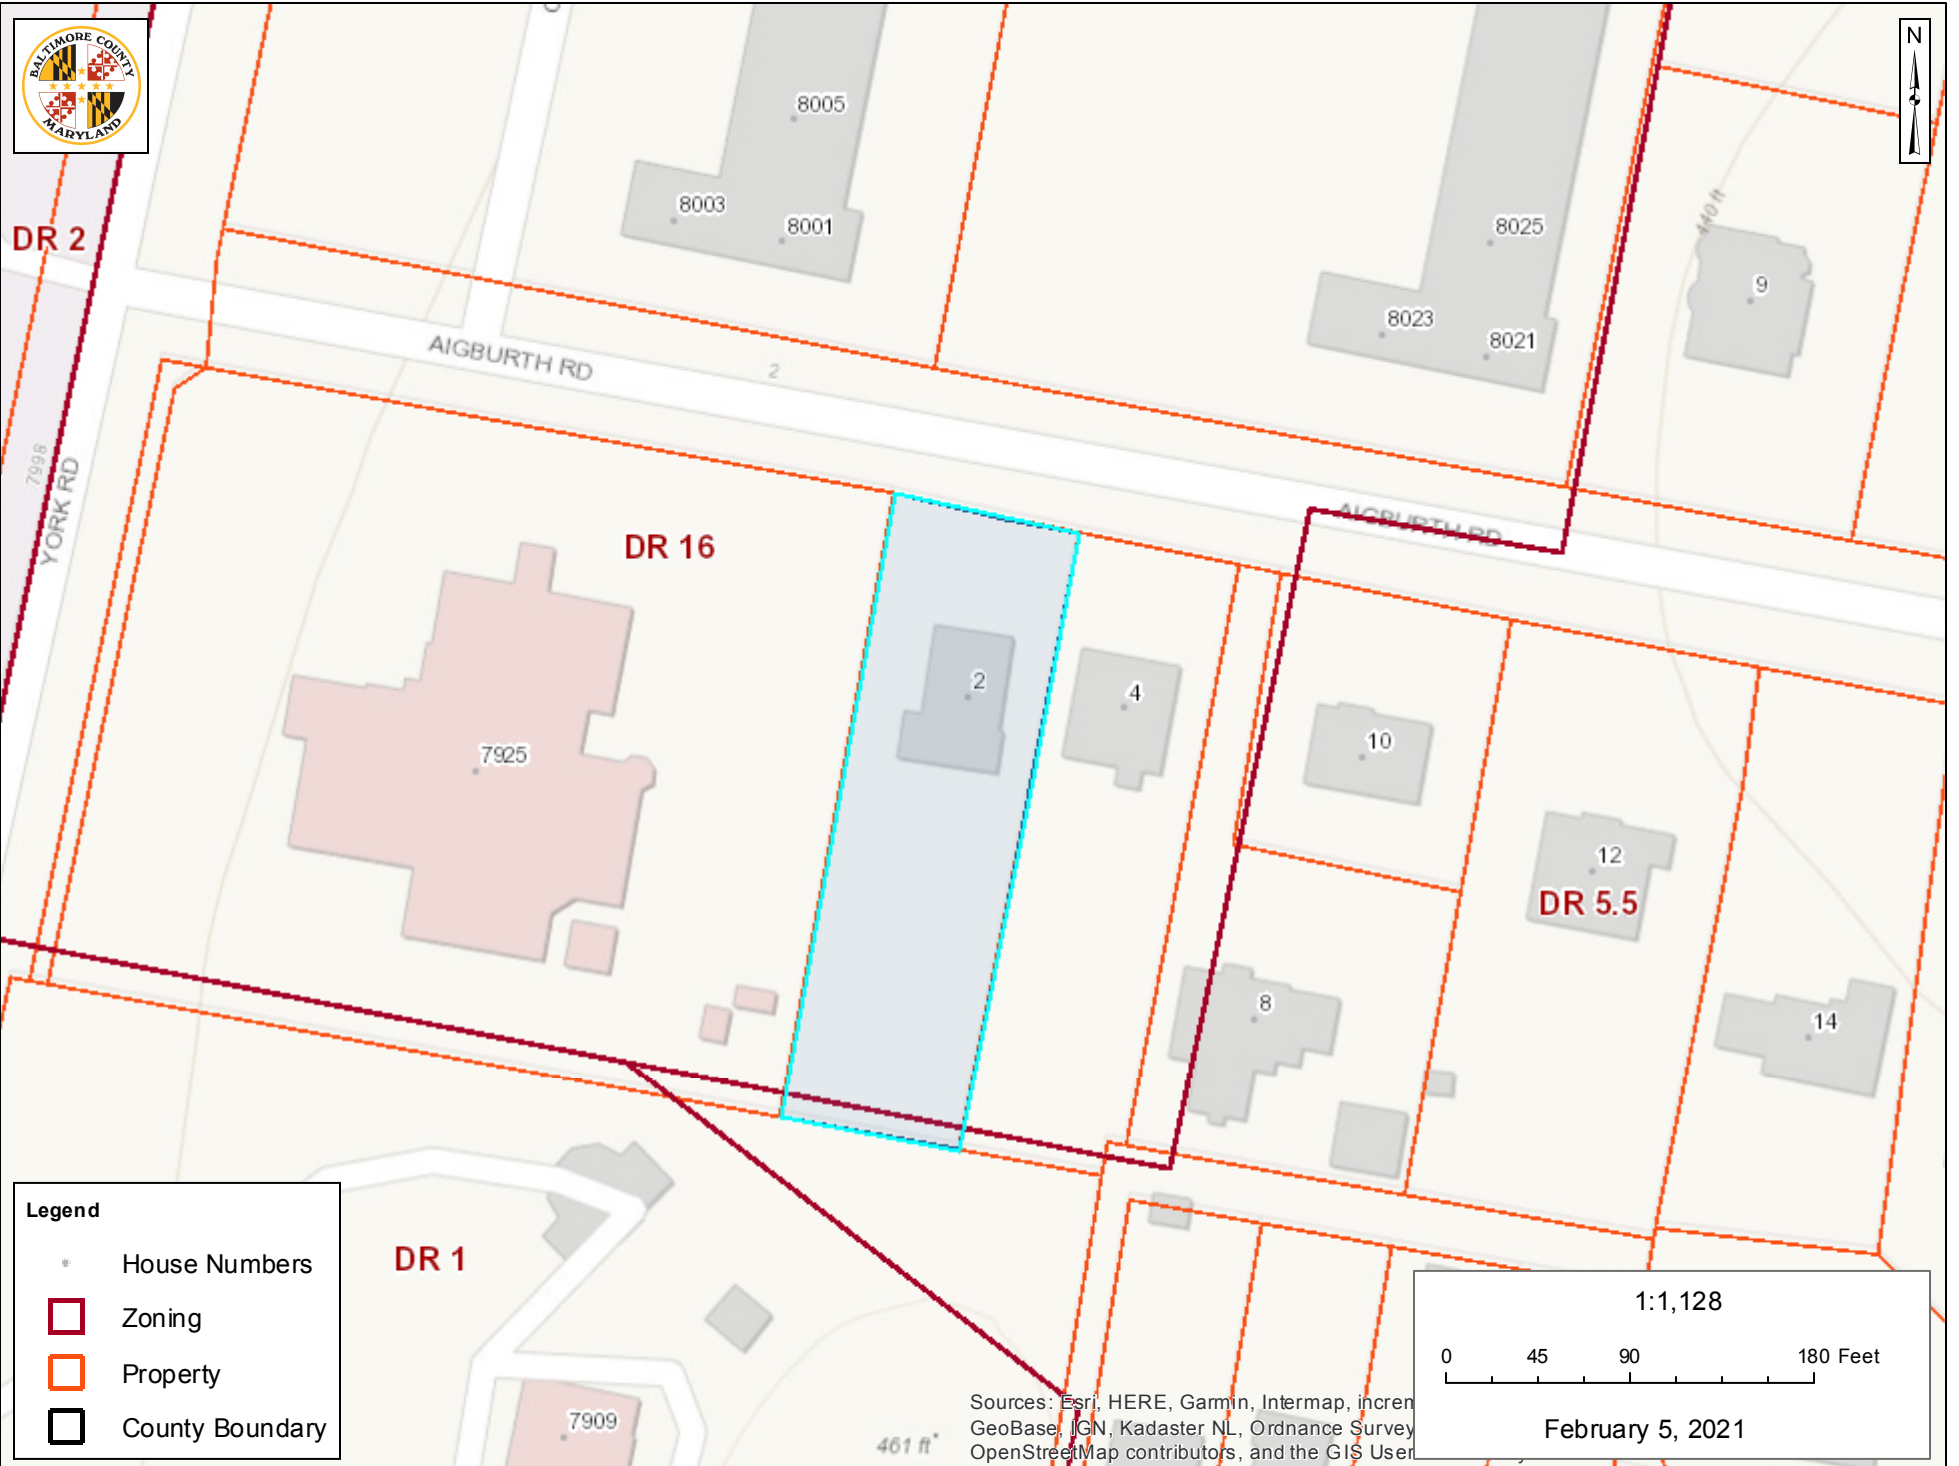 BALTIMORE COUNTY
MARYLAND
N
8005
8003
8001
8025
8023
8021
440 ft
9
DR 2
AIGBURTH RD
2
7998
YORK RD
AIGBURTH RD
DR 16
2
4
10
7925
12
DR 5.5
8
14
DR 1
7909
461 ft
Legend
House Numbers
Zoning
Property
County Boundary
Sources: Esri, HERE, Garmin, Intermap, increm
GeoBase, IGN, Kadaster NL, Ordnance Survey
OpenStreetMap contributors, and the GIS User
1:1,128
0 45 90 180 Feet
February 5, 2021